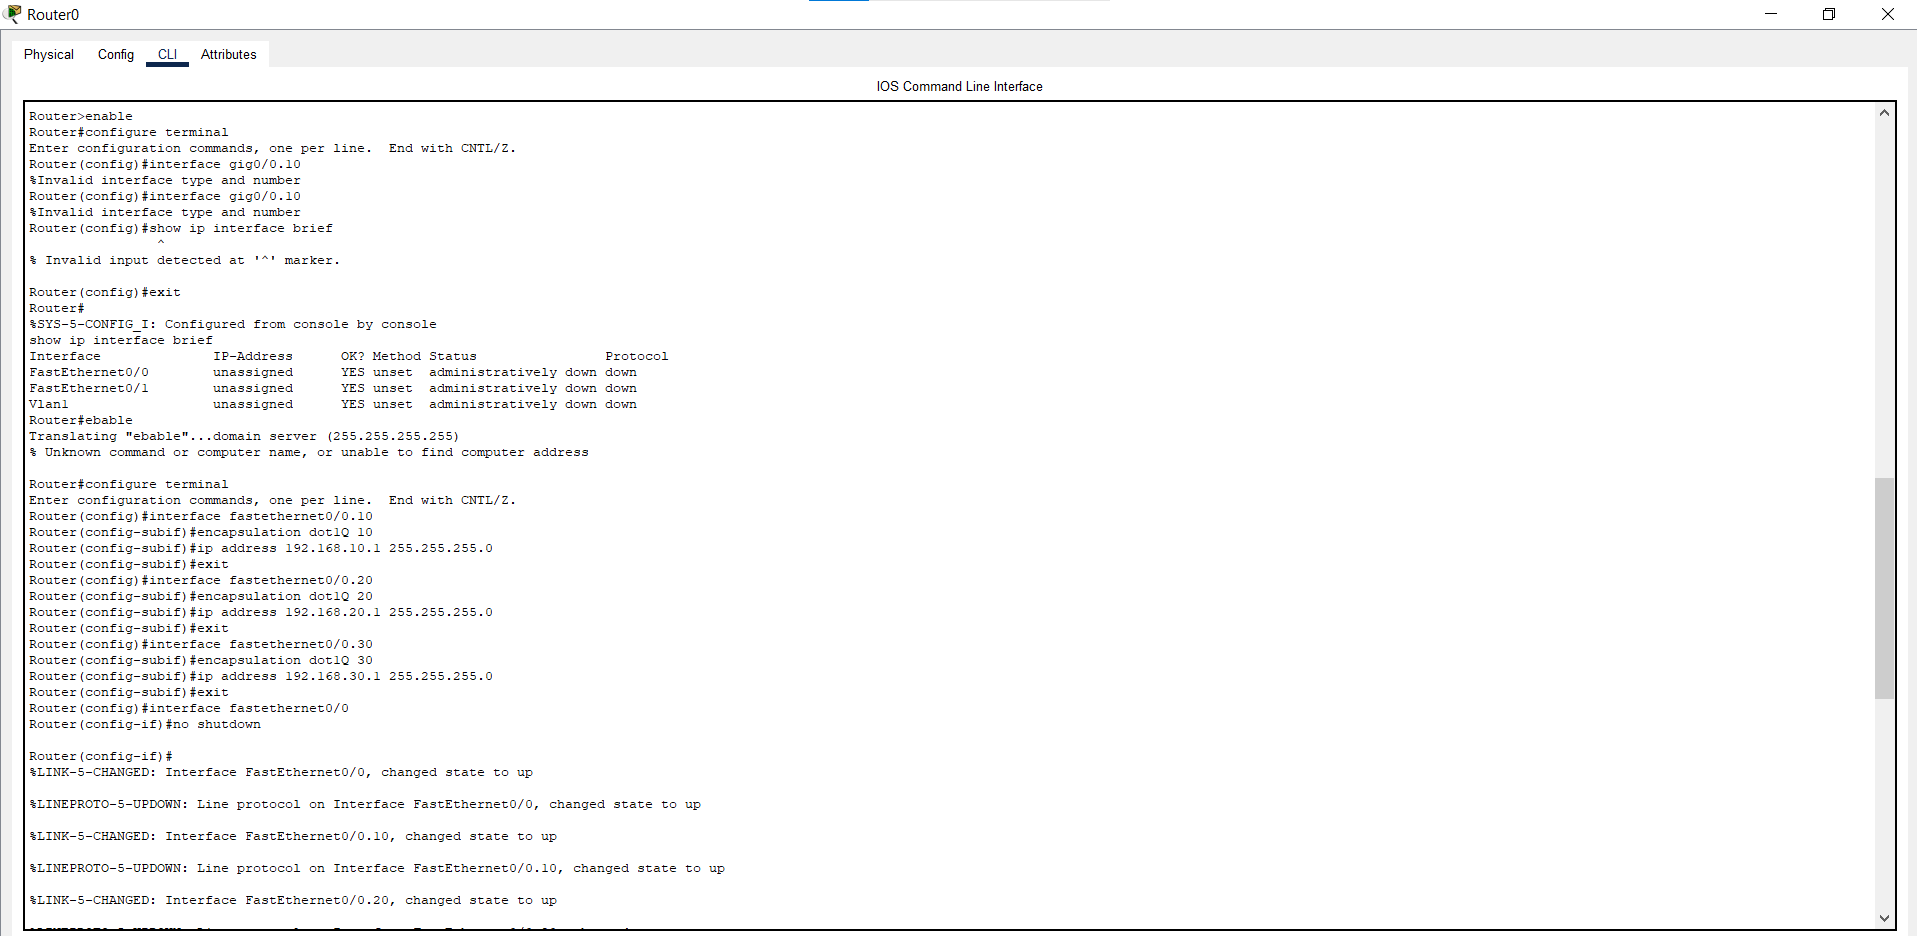 Router0
Physical Config CLI Attributes
IOS Command Line Interface
Router>enable
Router#configure terminal
Enter configuration commands, one per line.  End with CNTL/Z.
Router(config)#interface gig0/0.10
%Invalid interface type and number
Router(config)#interface gig0/0.10
%Invalid interface type and number
Router(config)#show ip interface brief
^
% Invalid input detected at '^' marker.
Router(config)#exit
Router#
%SYS-5-CONFIG_I: Configured from console by console
show ip interface brief
Interface              IP-Address      OK? Method Status                Protocol
FastEthernet0/0        unassigned      YES unset  administratively down down
FastEthernet0/1        unassigned      YES unset  administratively down down
Vlan1                  unassigned      YES unset  administratively down down
Router#ebable
Translating "ebable"...domain server (255.255.255.255)
% Unknown command or computer name, or unable to find computer address
Router#configure terminal
Enter configuration commands, one per line.  End with CNTL/Z.
Router(config)#interface fastethernet0/0.10
Router(config-subif)#encapsulation dot1Q 10
Router(config-subif)#ip address 192.168.10.1 255.255.255.0
Router(config-subif)#exit
Router(config)#interface fastethernet0/0.20
Router(config-subif)#encapsulation dot1Q 20
Router(config-subif)#ip address 192.168.20.1 255.255.255.0
Router(config-subif)#exit
Router(config)#interface fastethernet0/0.30
Router(config-subif)#encapsulation dot1Q 30
Router(config-subif)#ip address 192.168.30.1 255.255.255.0
Router(config-subif)#exit
Router(config)#interface fastethernet0/0
Router(config-if)#no shutdown
Router(config-if)#
%LINK-5-CHANGED: Interface FastEthernet0/0, changed state to up
%LINEPROTO-5-UPDOWN: Line protocol on Interface FastEthernet0/0, changed state to up
%LINK-5-CHANGED: Interface FastEthernet0/0.10, changed state to up
%LINEPROTO-5-UPDOWN: Line protocol on Interface FastEthernet0/0.10, changed state to up
%LINK-5-CHANGED: Interface FastEthernet0/0.20, changed state to up